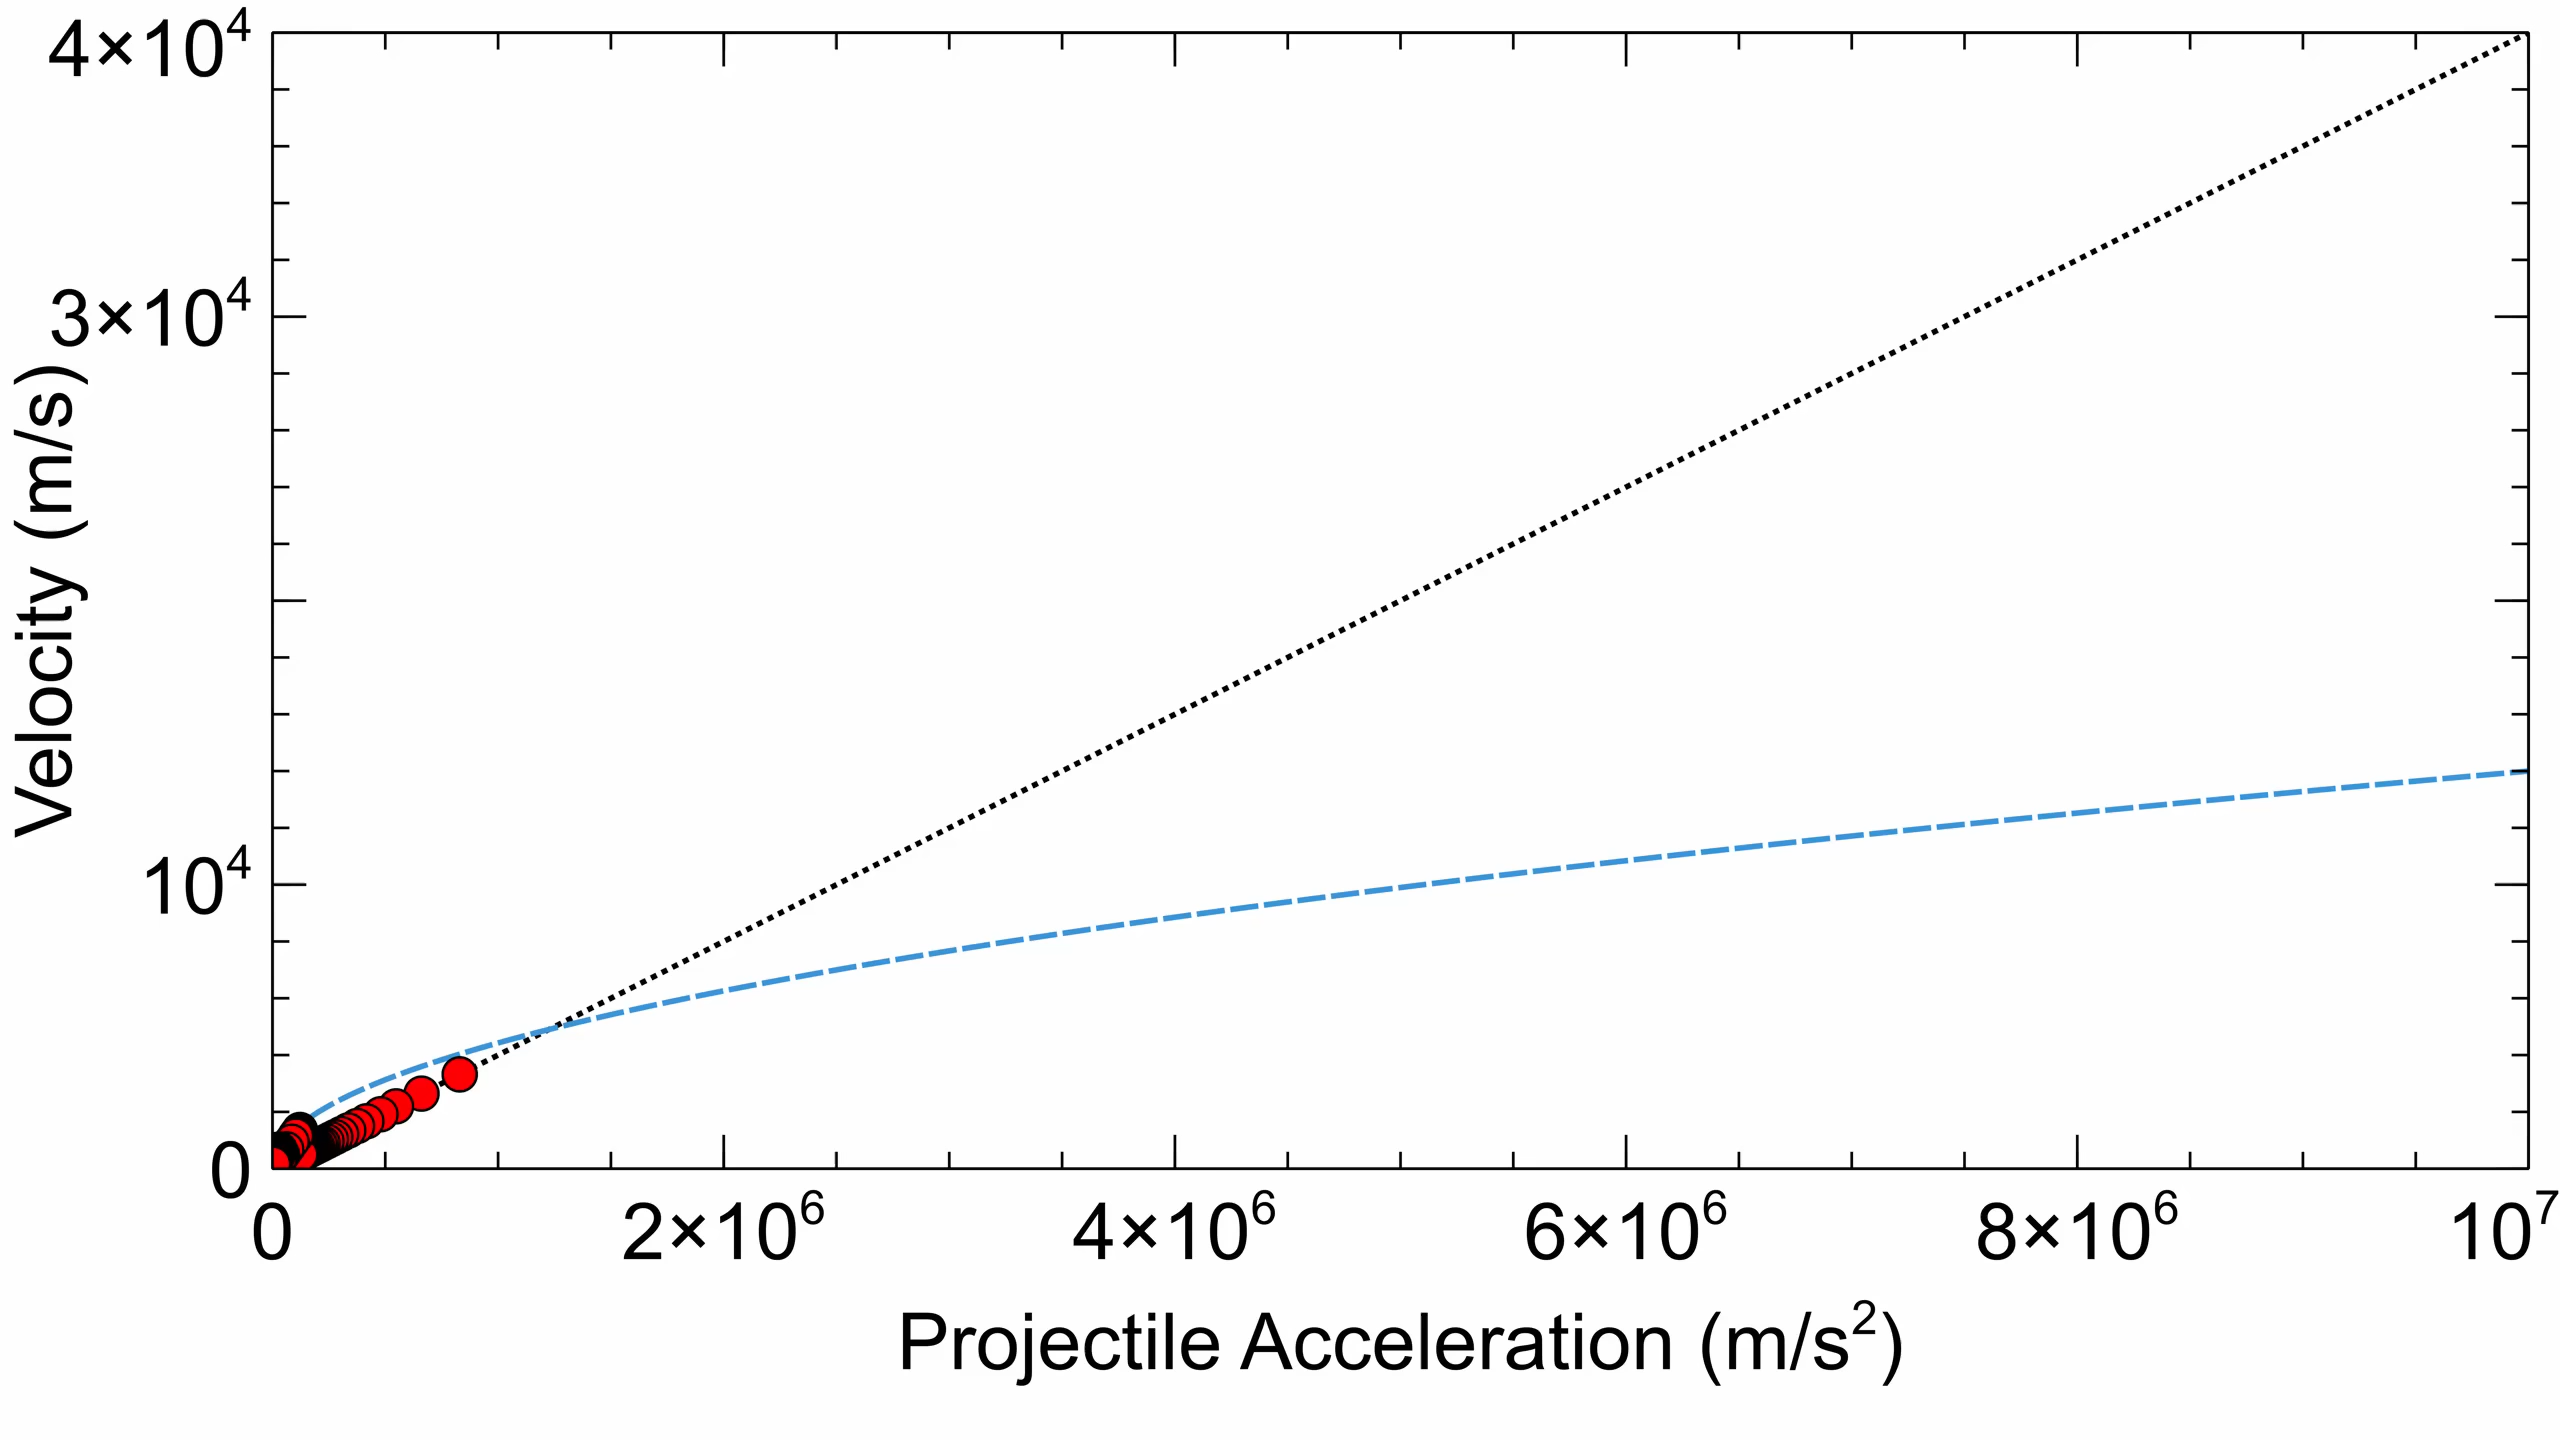 4×10⁴
3×10⁴
10⁴
0
Velocity (m/s)
0 2×10⁶ 4×10⁶ 6×10⁶ 8×10⁶ 10⁷
Projectile Acceleration (m/s²)